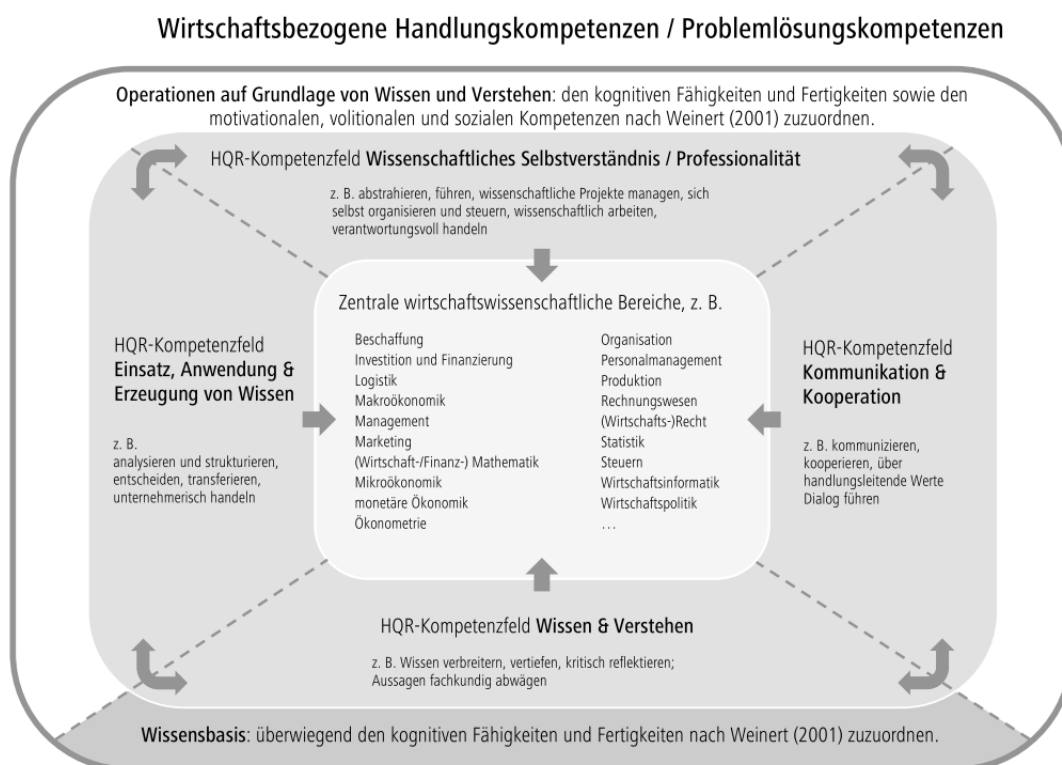 Wirtschaftsbezogene Handlungskompetenzen / Problemlösungskompetenzen
Operationen auf Grundlage von Wissen und Verstehen: den kognitiven Fähigkeiten und Fertigkeiten sowie den
motivationalen, volitionalen und sozialen Kompetenzen nach Weinert (2001) zuzuordnen.
HQR-Kompetenzfeld Wissenschaftliches Selbstverständnis / Professionalität
z. B. abstrahieren, führen, wissenschaftliche Projekte managen, sich
selbst organisieren und steuern, wissenschaftlich arbeiten,
verantwortungsvoll handeln
HQR-Kompetenzfeld
Einsatz, Anwendung &
Erzeugung von Wissen
z. B.
analysieren und strukturieren,
entscheiden, transferieren,
unternehmerisch handeln
Zentrale wirtschaftswissenschaftliche Bereiche, z. B.
Beschaffung
Investition und Finanzierung
Logistik
Makroökonomik
Management
Marketing
(Wirtschaft-/Finanz-) Mathematik
Mikroökonomik
monetäre Ökonomik
Ökonometrie
Organisation
Personalmanagement
Produktion
Rechnungswesen
(Wirtschafts-)Recht
Statistik
Steuern
Wirtschaftsinformatik
Wirtschaftspolitik
...
HQR-Kompetenzfeld
Kommunikation &
Kooperation
z. B. kommunizieren,
kooperieren, über
handlungsleitende Werte
Dialog führen
HQR-Kompetenzfeld Wissen & Verstehen
z. B. Wissen verbreitern, vertiefen, kritisch reflektieren;
Aussagen fachkundig abwägen
Wissensbasis: überwiegend den kognitiven Fähigkeiten und Fertigkeiten nach Weinert (2001) zuzuordnen.